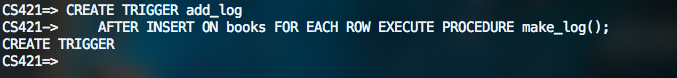 CS421=> CREATE TRIGGER add_log
CS421->     AFTER INSERT ON books FOR EACH ROW EXECUTE PROCEDURE make_log();
CREATE TRIGGER
CS421=>